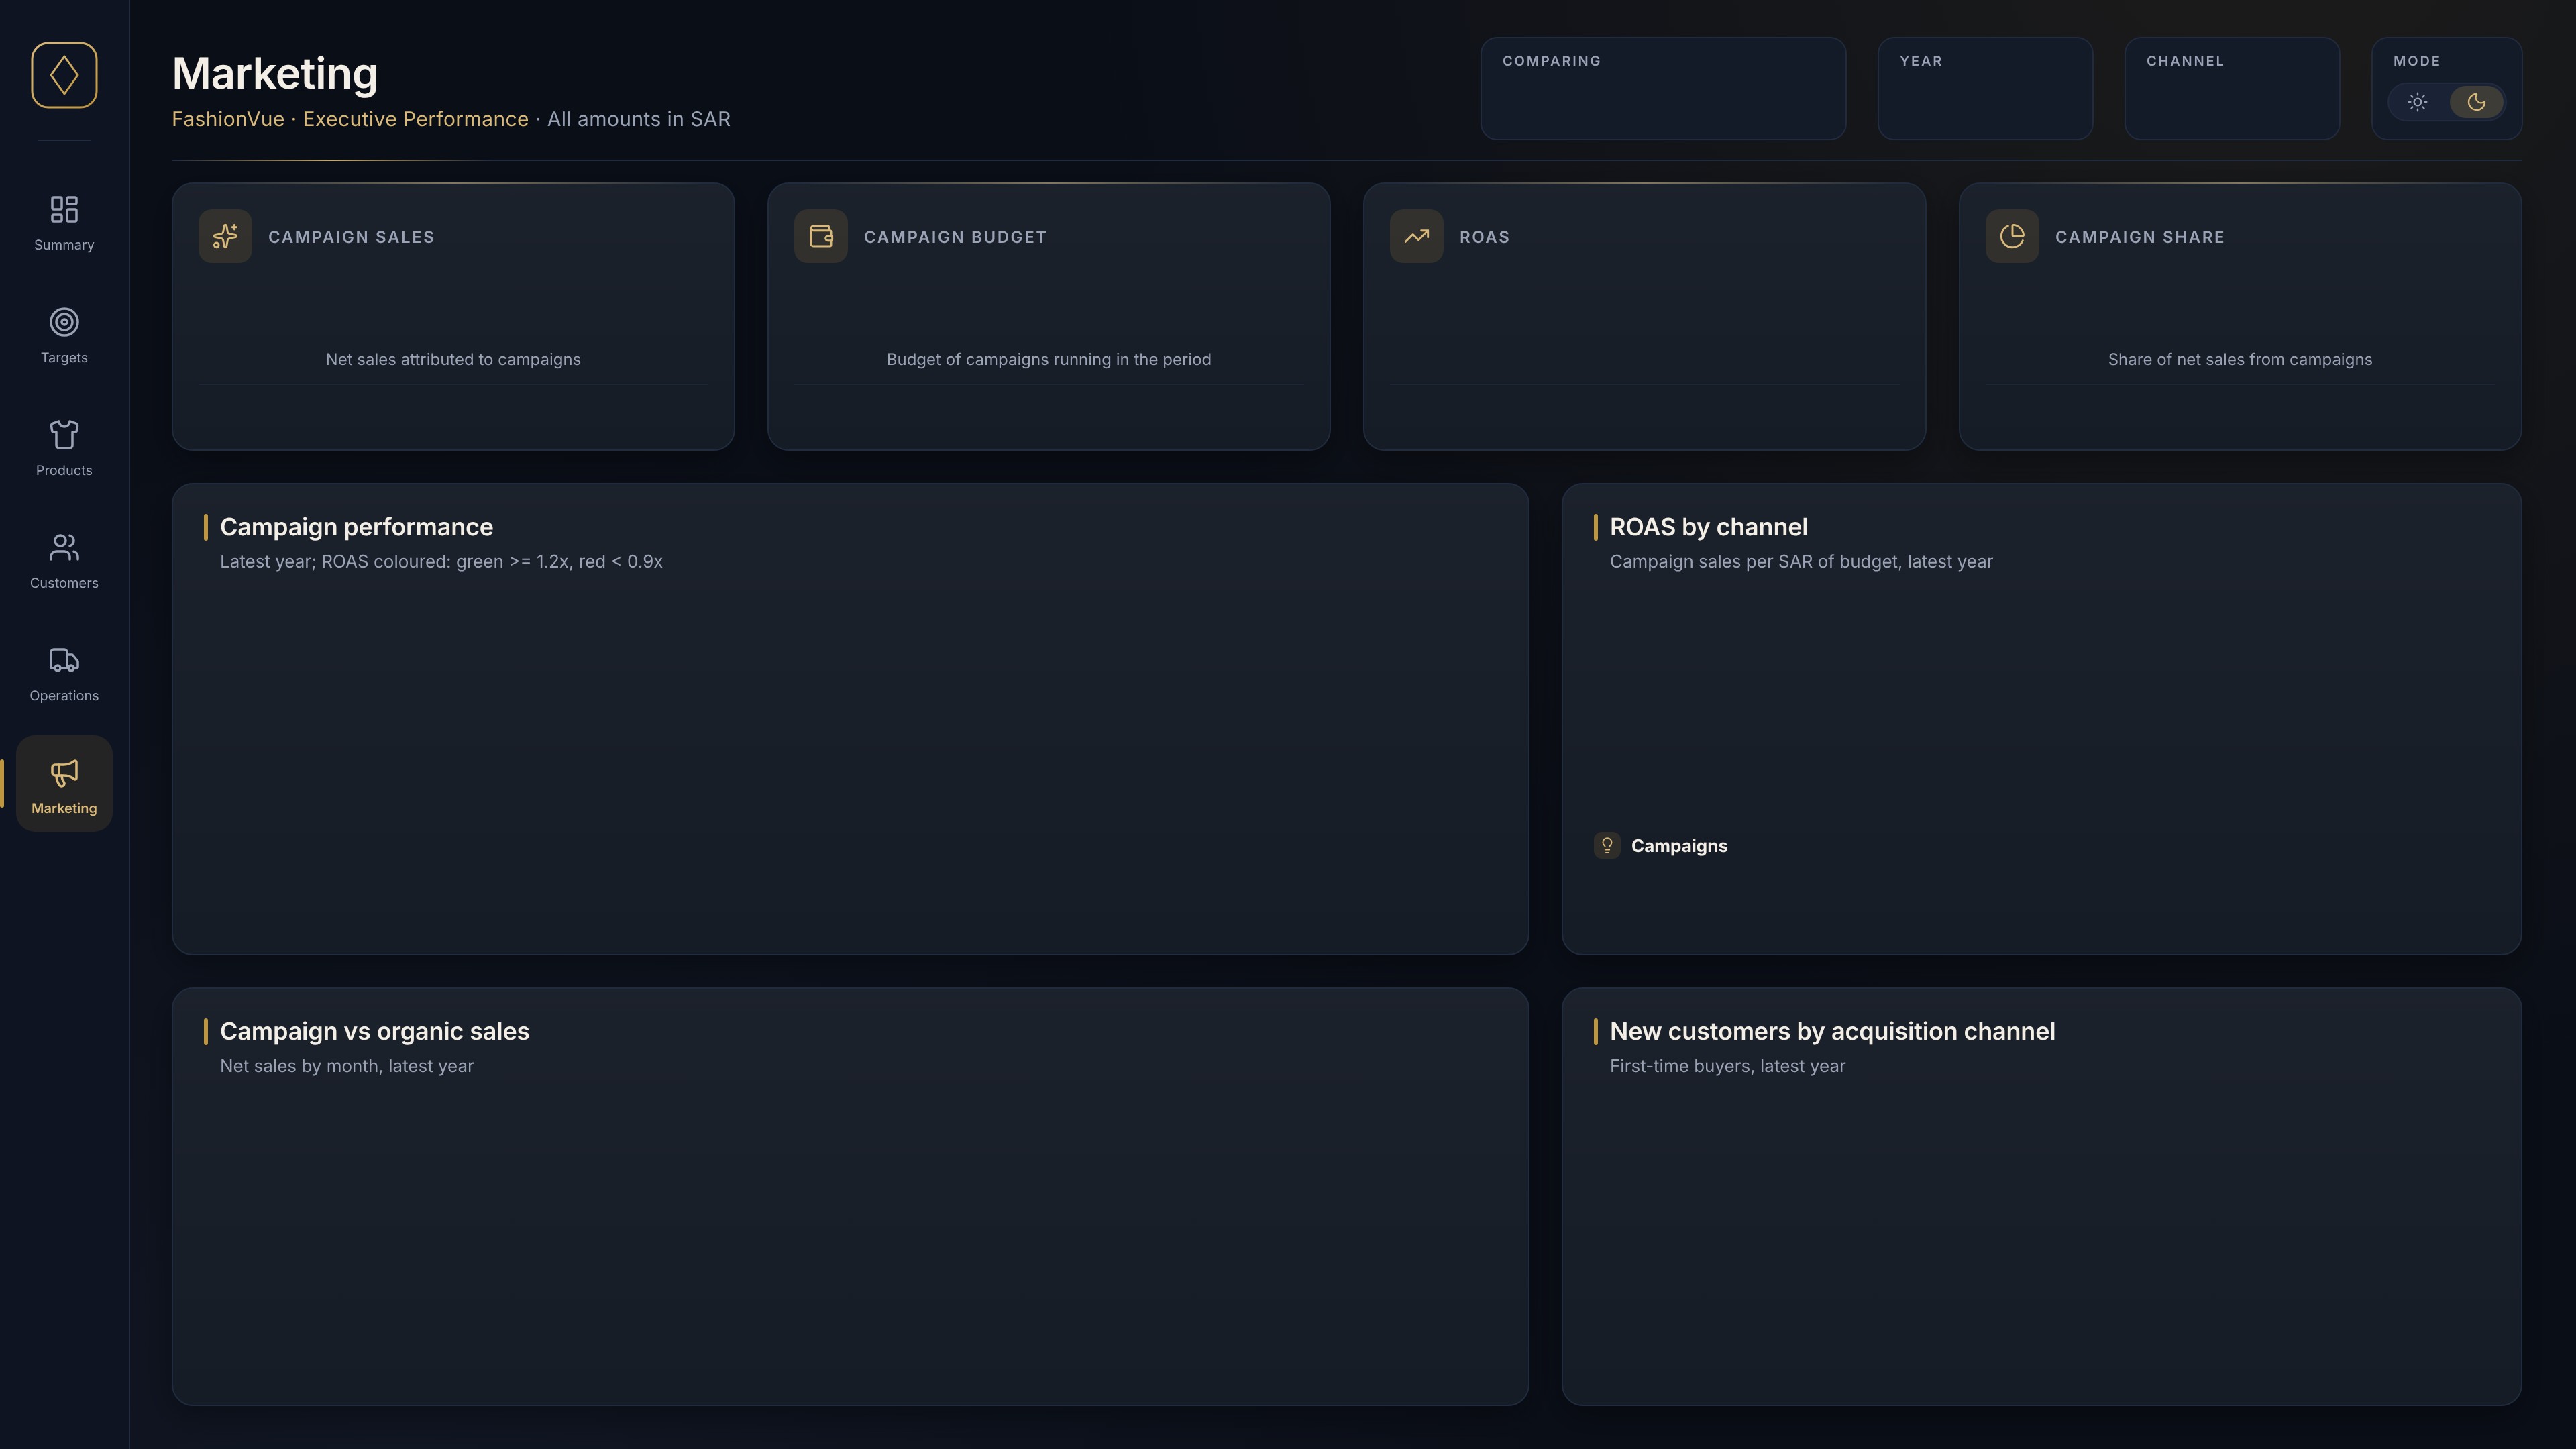 Marketing
FashionVue · Executive Performance · All amounts in SAR
COMPARING
YEAR
CHANNEL
MODE
Summary
Targets
Products
Customers
Operations
Marketing
CAMPAIGN SALES
Net sales attributed to campaigns
CAMPAIGN BUDGET
Budget of campaigns running in the period
ROAS
CAMPAIGN SHARE
Share of net sales from campaigns
Campaign performance
Latest year; ROAS coloured: green >= 1.2x, red < 0.9x
ROAS by channel
Campaign sales per SAR of budget, latest year
Campaigns
Campaign vs organic sales
Net sales by month, latest year
New customers by acquisition channel
First-time buyers, latest year